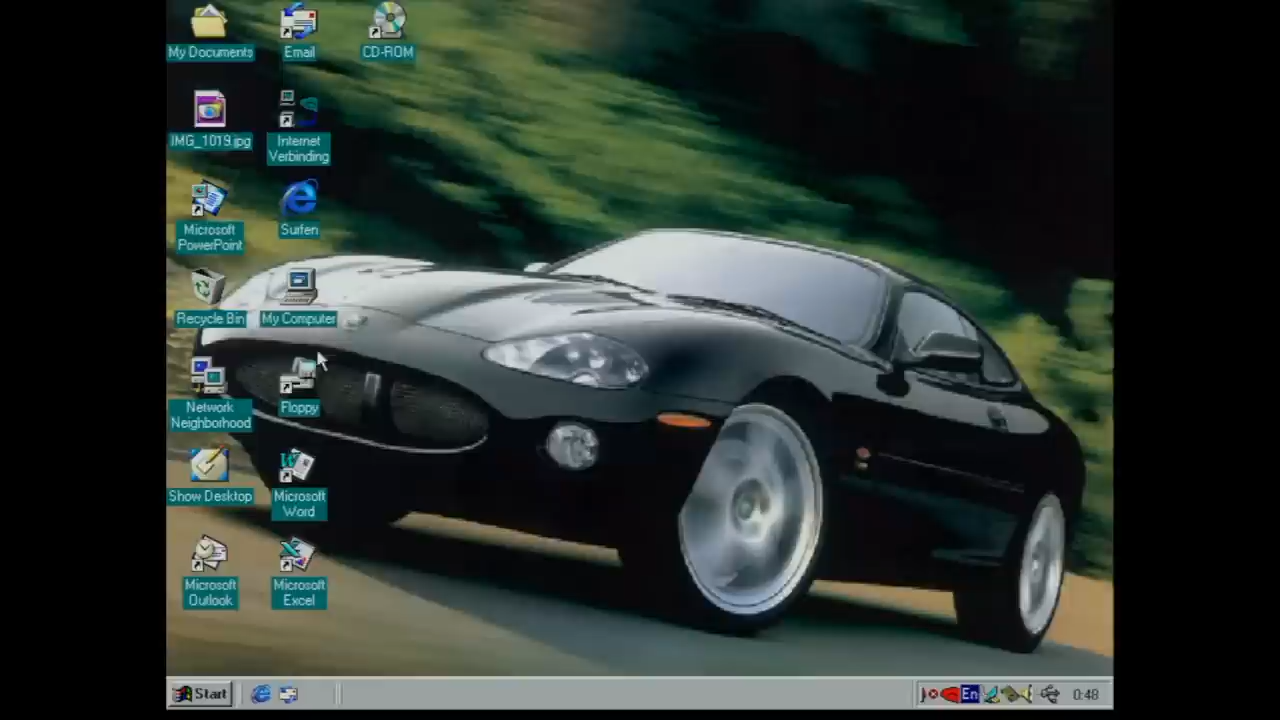 My Documents
Email
CD-ROM
IMG_1019.jpg
Internet
Verbinding
Microsoft
PowerPoint
Surfen
Recycle Bin
My Computer
Network
Neighborhood
Floppy
Show Desktop
Microsoft
Word
Microsoft
Outlook
Microsoft
Excel
Start
En
0:48